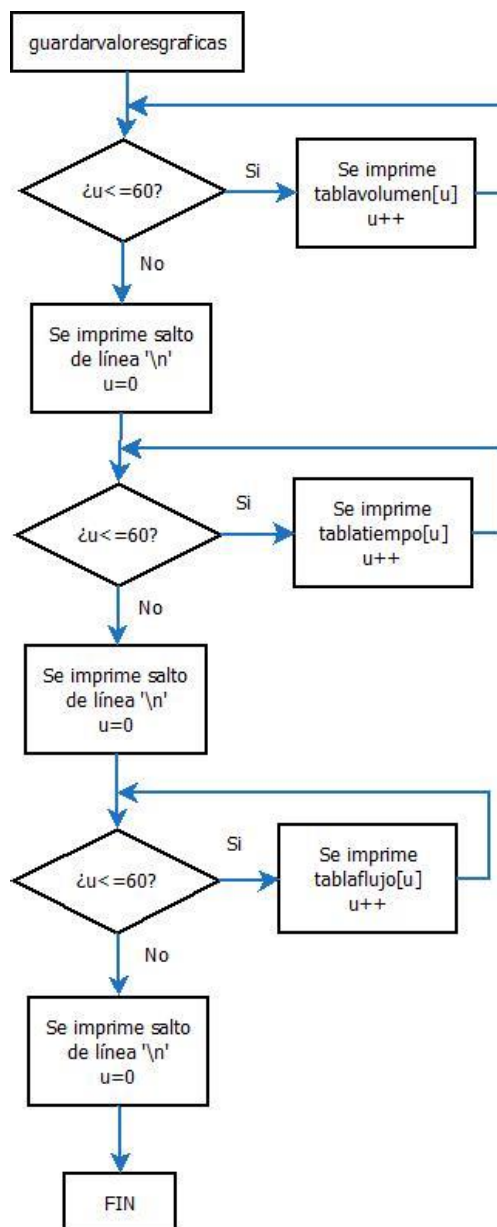 guardarvaloresgraficas
¿u<=60?
Si
Se imprime
tablavolumen[u]
u++
No
Se imprime salto
de línea '\n'
u=0
¿u<=60?
Si
Se imprime
tablatiempo[u]
u++
No
Se imprime salto
de línea '\n'
u=0
¿u<=60?
Si
Se imprime
tablaflujo[u]
u++
No
Se imprime salto
de línea '\n'
u=0
FIN